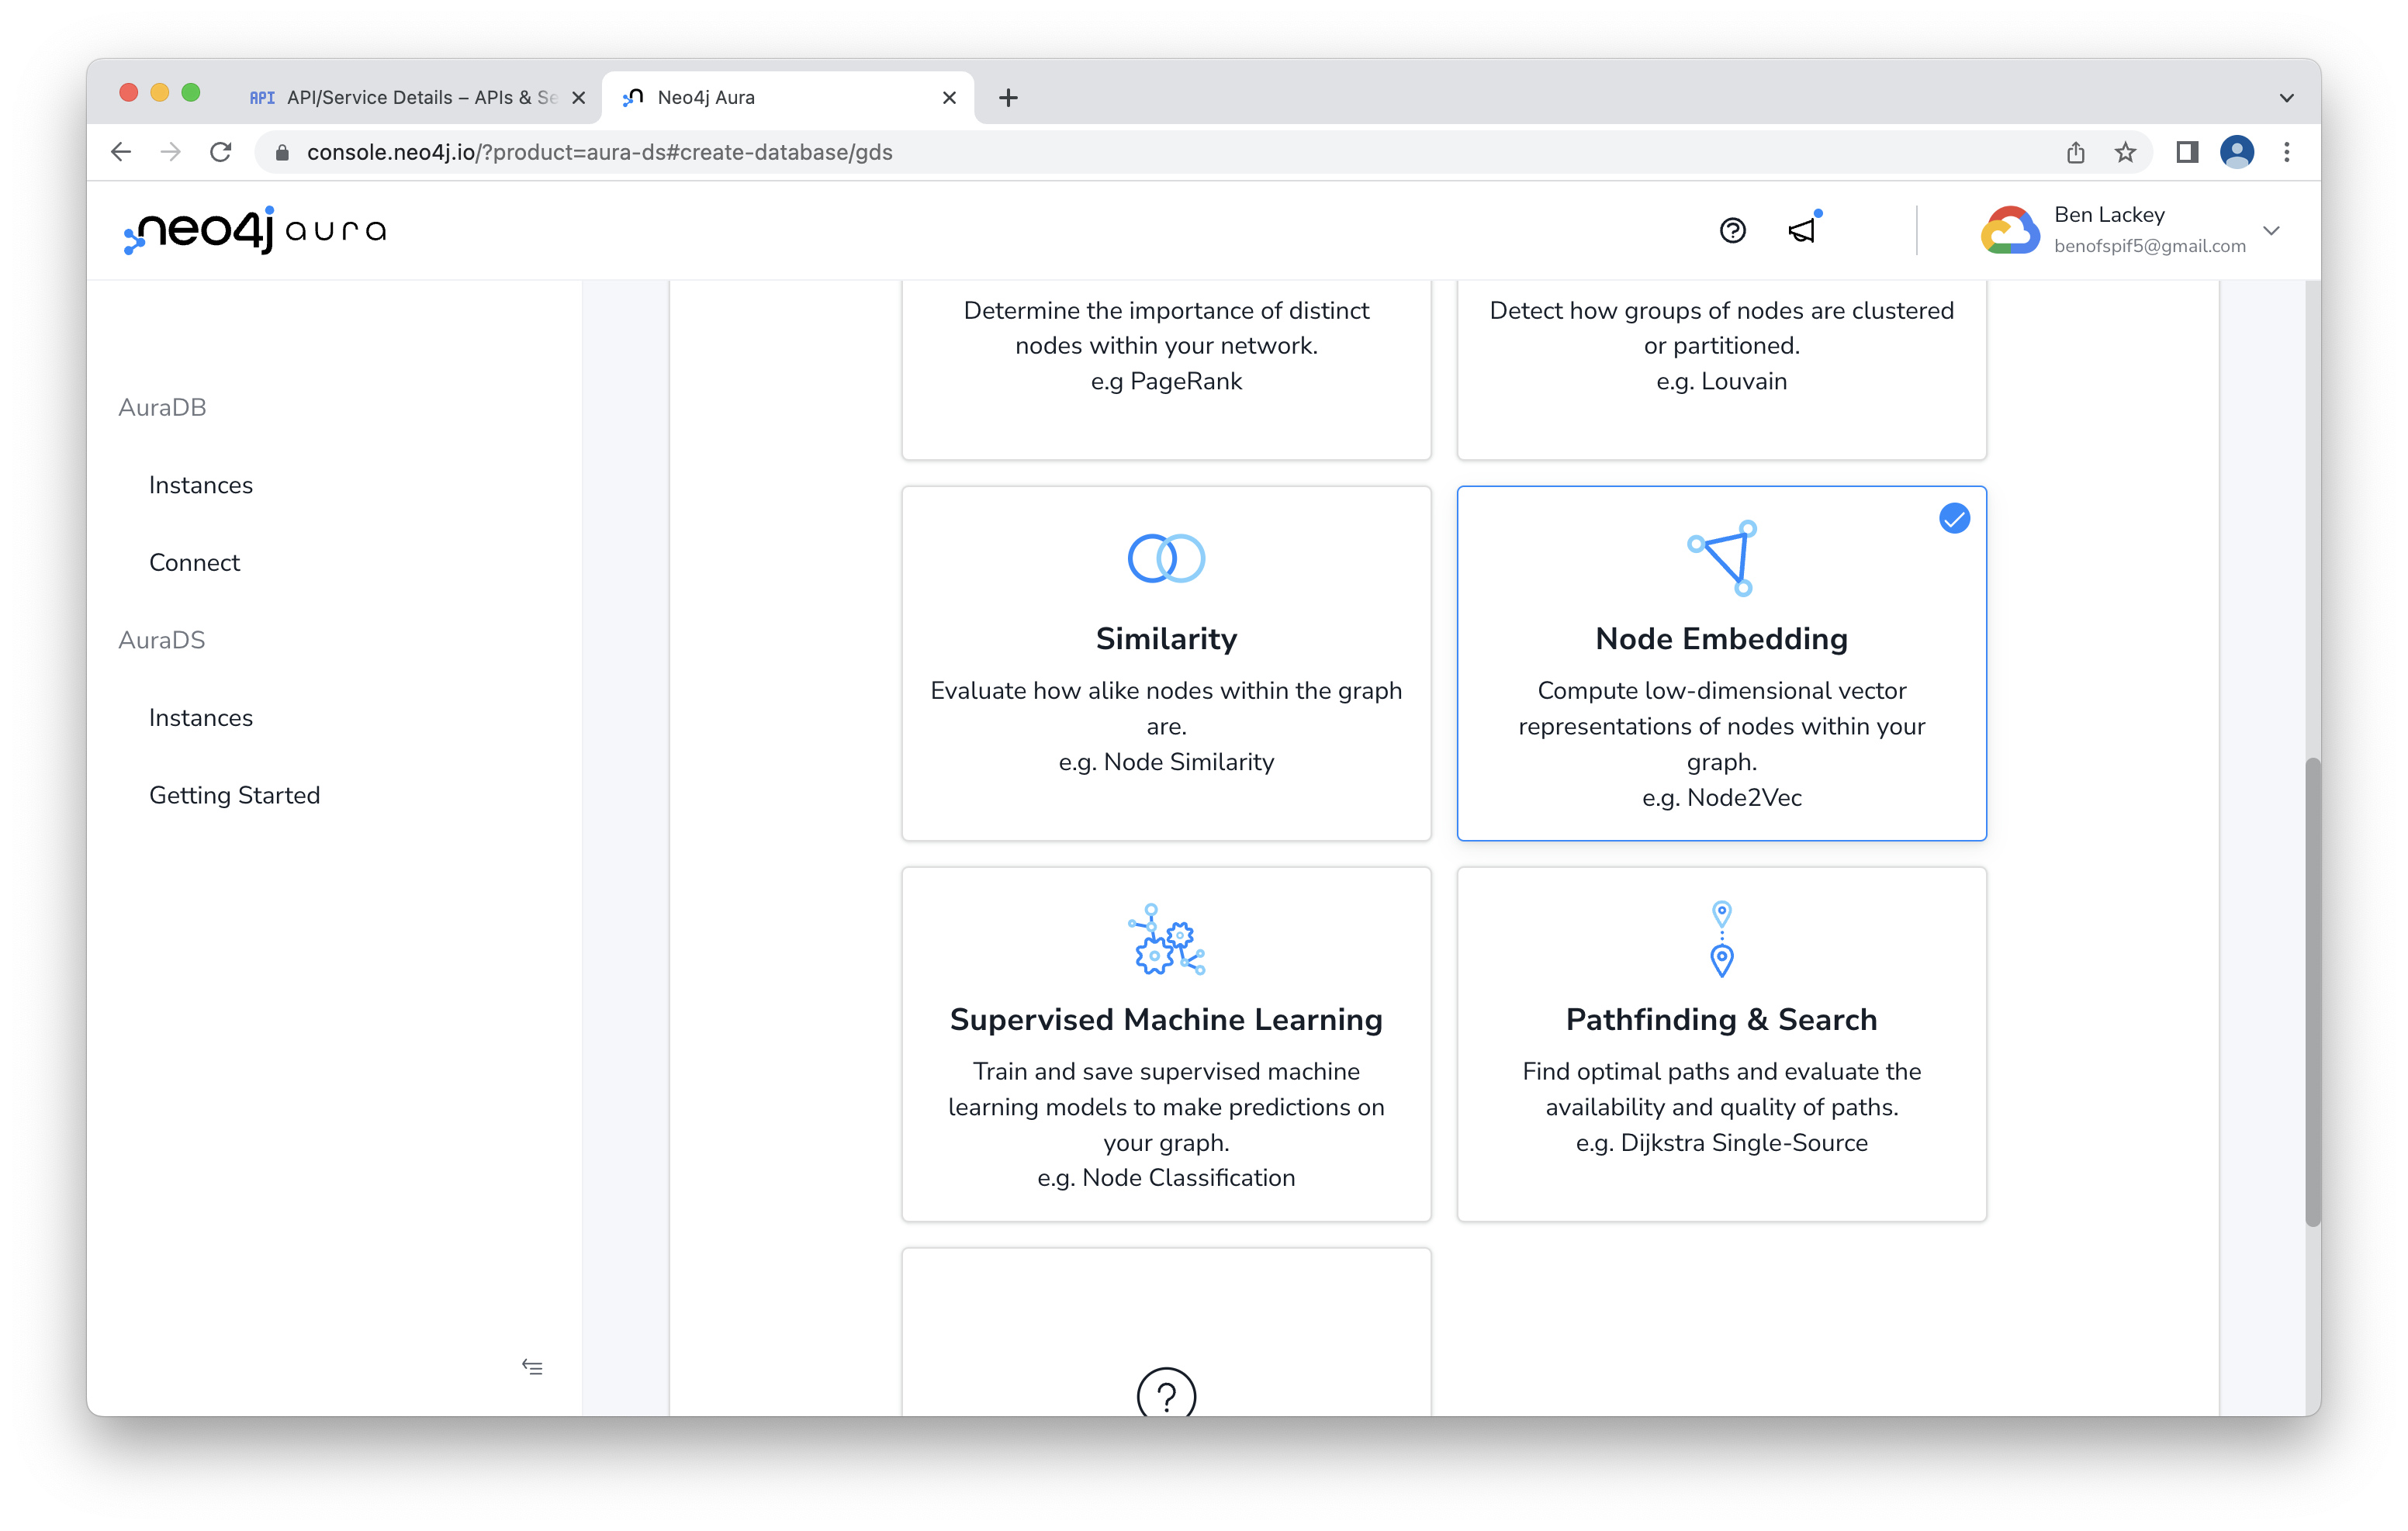 API API/Service Details – APIs & Se
Neo4j Aura
console.neo4j.io/?product=aura-ds#create-database/gds
neo4j aura
Ben Lackey
benofspif5@gmail.com
AuraDB
Instances
Connect
AuraDS
Instances
Getting Started
Determine the importance of distinct
nodes within your network.
e.g PageRank
Detect how groups of nodes are clustered
or partitioned.
e.g. Louvain
Similarity
Evaluate how alike nodes within the graph
are.
e.g. Node Similarity
Node Embedding
Compute low-dimensional vector
representations of nodes within your
graph.
e.g. Node2Vec
Supervised Machine Learning
Train and save supervised machine
learning models to make predictions on
your graph.
e.g. Node Classification
Pathfinding & Search
Find optimal paths and evaluate the
availability and quality of paths.
e.g. Dijkstra Single-Source